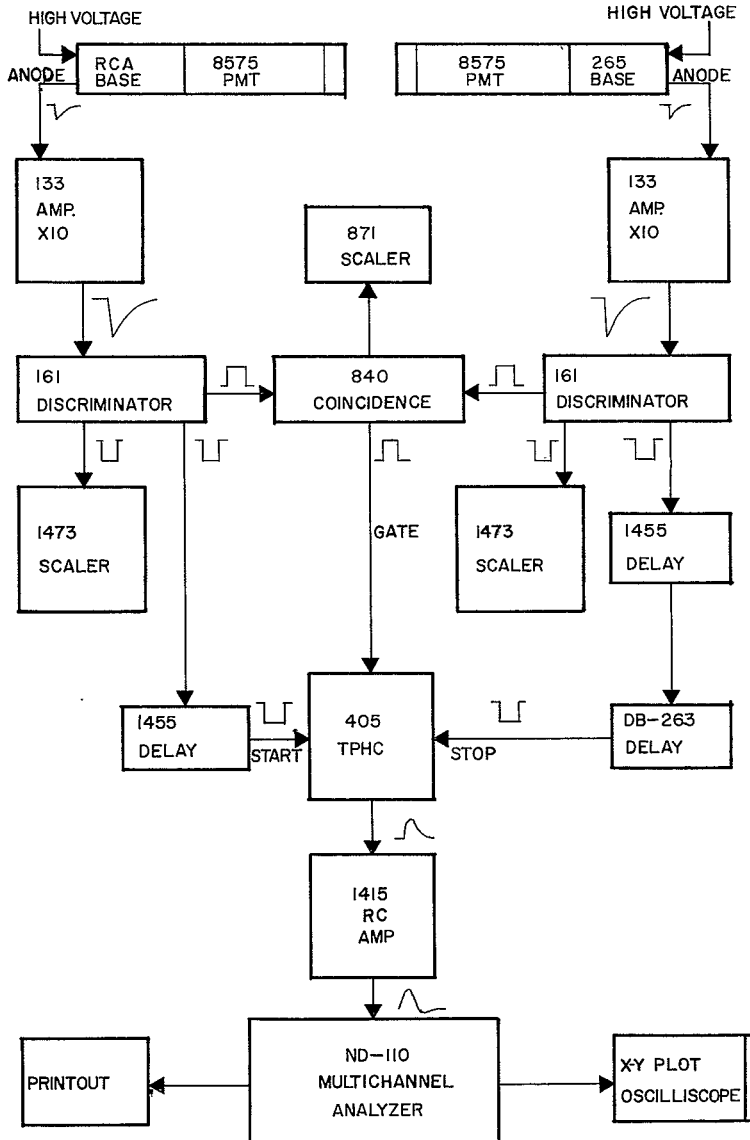 HIGH VOLTAGE
HIGH VOLTAGE
ANODE
RCA
BASE
8575
PMT
8575
PMT
265
BASE
ANODE
133
AMP.
X10
871
SCALER
133
AMP.
X10
161
DISCRIMINATOR
840
COINCIDENCE
161
DISCRIMINATOR
1473
SCALER
GATE
1473
SCALER
1455
DELAY
1455
DELAY
START
405
TPHC
STOP
DB-263
DELAY
1415
RC
AMP
PRINTOUT
ND-110
MULTICHANNEL
ANALYZER
X-Y PLOT
OSCILLISCOPE